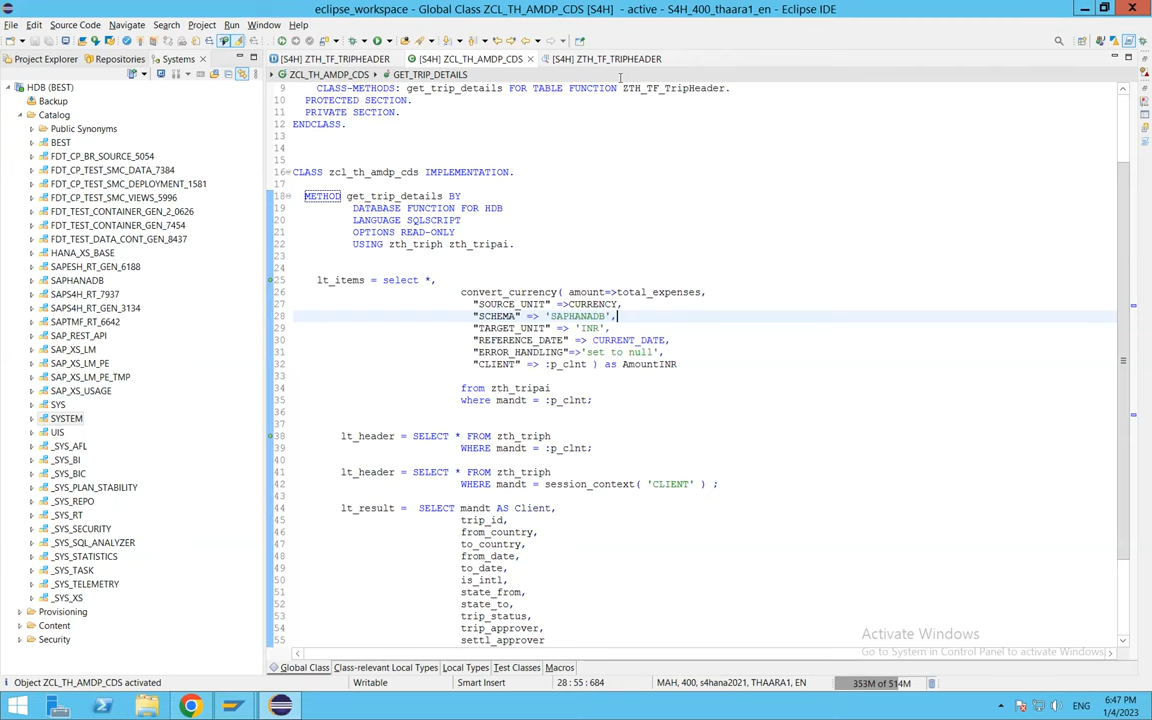 eclipse_workspace - Global Class ZCL_TH_AMDP_CDS [S4H] - active - S4H_400_thaara1_en - Eclipse IDE
File Edit Source Code Navigate Search Project Run Window Help
Project Explorer Repositories Systems
[S4H] ZTH_TF_TRIPHEADER [S4H] ZCL_TH_AMDP_CDS [S4H] ZTH_TF_TRIPHEADER
ZCL_TH_AMDP_CDS GET_TRIP_DETAILS
HDB (BEST)
Backup
Catalog
Public Synonyms
BEST
FDT_CP_BR_SOURCE_5054
FDT_CP_TEST_SMC_DATA_7384
FDT_CP_TEST_SMC_DEPLOYMENT_1581
FDT_CP_TEST_SMC_VIEWS_5996
FDT_TEST_CONTAINER_GEN_2_0626
FDT_TEST_CONTAINER_GEN_7454
FDT_TEST_DATA_CONT_GEN_8437
HANA_XS_BASE
SAPESH_RT_GEN_6188
SAPHANADB
SAPS4H_RT_7937
SAPS4H_RT_GEN_3134
SAPTMF_RT_6642
SAP_REST_API
SAP_XS_LM
SAP_XS_LM_PE
SAP_XS_LM_PE_TMP
SAP_XS_USAGE
SYS
SYSTEM
UIS
_SYS_AFL
_SYS_BI
_SYS_BIC
_SYS_PLAN_STABILITY
_SYS_REPO
_SYS_RT
_SYS_SECURITY
_SYS_SQL_ANALYZER
_SYS_STATISTICS
_SYS_TASK
_SYS_TELEMETRY
_SYS_XS
Provisioning
Content
Security
9 CLASS-METHODS: get_trip_details FOR TABLE FUNCTION ZTH_TF_TripHeader.
10 PROTECTED SECTION.
11 PRIVATE SECTION.
12 ENDCLASS.
13
14
15
16 CLASS zcl_th_amdp_cds IMPLEMENTATION.
17
18 METHOD get_trip_details BY
19 DATABASE FUNCTION FOR HDB
20 LANGUAGE SQLSCRIPT
21 OPTIONS READ-ONLY
22 USING zth_triph zth_tripai.
23
24
25 lt_items = select *,
26 convert_currency( amount=>total_expenses,
27 "SOURCE_UNIT" =>CURRENCY,
28 "SCHEMA" => 'SAPHANADB',
29 "TARGET_UNIT" => 'INR',
30 "REFERENCE_DATE" => CURRENT_DATE,
31 "ERROR_HANDLING"=>'set to null',
32 "CLIENT" => :p_clnt ) as AmountINR
33
34 from zth_tripai
35 where mandt = :p_clnt;
36
37
38 lt_header = SELECT * FROM zth_triph
39 WHERE mandt = :p_clnt;
40
41 lt_header = SELECT * FROM zth_triph
42 WHERE mandt = session_context( 'CLIENT' ) ;
43
44 lt_result = SELECT mandt AS Client,
45 trip_id,
46 from_country,
47 to_country,
48 from_date,
49 to_date,
50 is_intl,
51 state_from,
52 state_to,
53 trip_status,
54 trip_approver,
55 settl_approver
Activate Windows
Go to System in Control Panel to activate Windows.
Global Class Class-relevant Local Types Local Types Test Classes Macros
Object ZCL_TH_AMDP_CDS activated Writable Smart Insert 28 : 55 : 684 MAH, 400, s4hana2021, THAARA1, EN 353M of 514M
ENG 6:47 PM
1/4/2023